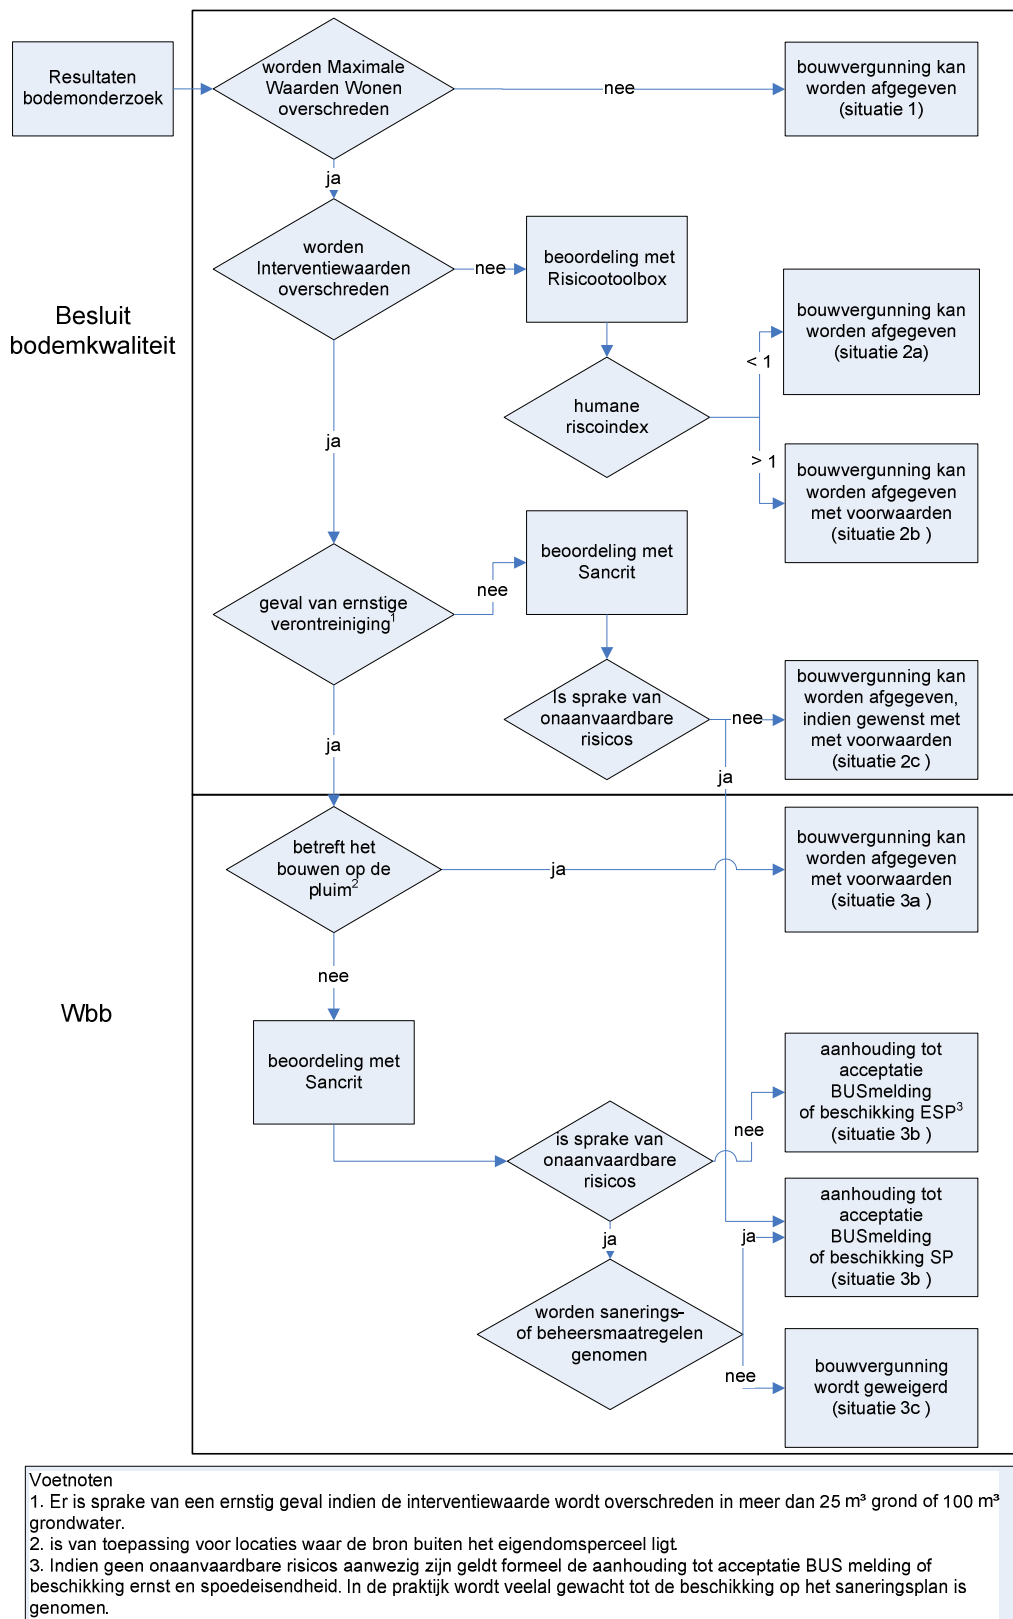 Resultaten
bodemonderzoek
worden Maximale
Waarden Wonen
overschreden
nee
bouwvergunning kan
worden afgegeven
(situatie 1)
ja
worden
Interventiewaarden
overschreden
nee
beoordeling met
Risicootoolbox
Besluit
bodemkwaliteit
bouwvergunning kan
worden afgegeven
(situatie 2a)
< 1
humane
riscoindex
ja
> 1
bouwvergunning kan
worden afgegeven
met voorwaarden
(situatie 2b )
beoordeling met
Sancrit
nee
geval van ernstige
verontreiniging¹
Is sprake van
onaanvaardbare
risicos
nee
bouwvergunning kan
worden afgegeven,
indien gewenst met
met voorwaarden
(situatie 2c )
ja
ja
betreft het
bouwen op de
pluim²
ja
bouwvergunning kan
worden afgegeven
met voorwaarden
(situatie 3a )
nee
Wbb
beoordeling met
Sancrit
aanhouding tot
acceptatie
BUSmelding
of beschikking ESP³
(situatie 3b )
nee
is sprake van
onaanvaardbare
risicos
ja
aanhouding tot
acceptatie
BUSmelding
of beschikking SP
(situatie 3b )
ja
worden sanerings-
of beheersmaatregelen
genomen
nee
bouwvergunning
wordt geweigerd
(situatie 3c )
Voetnoten
1. Er is sprake van een ernstig geval indien de interventiewaarde wordt overschreden in meer dan 25 m³ grond of 100 m³
grondwater.
2. is van toepassing voor locaties waar de bron buiten het eigendomsperceel ligt.
3. Indien geen onaanvaardbare risicos aanwezig zijn geldt formeel de aanhouding tot acceptatie BUS melding of
beschikking ernst en spoedeisendheid. In de praktijk wordt veelal gewacht tot de beschikking op het saneringsplan is
genomen.